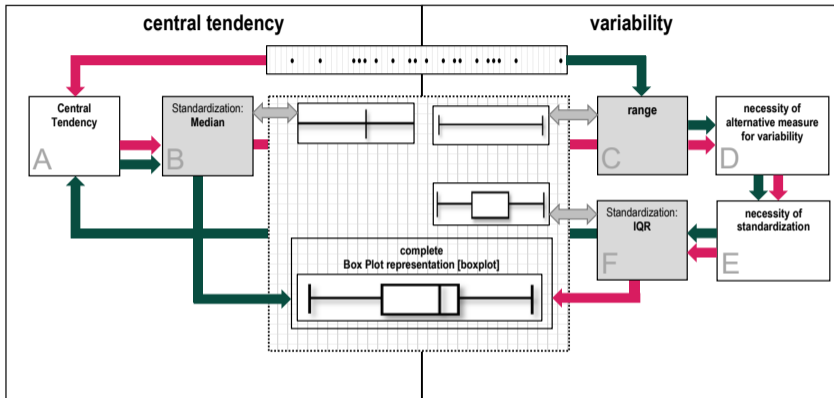 central tendency
variability
Central
Tendency
A
Standardization:
Median
B
range
C
necessity of
alternative measure
for variability
D
Standardization:
IQR
F
necessity of
standardization
E
complete
Box Plot representation [boxplot]